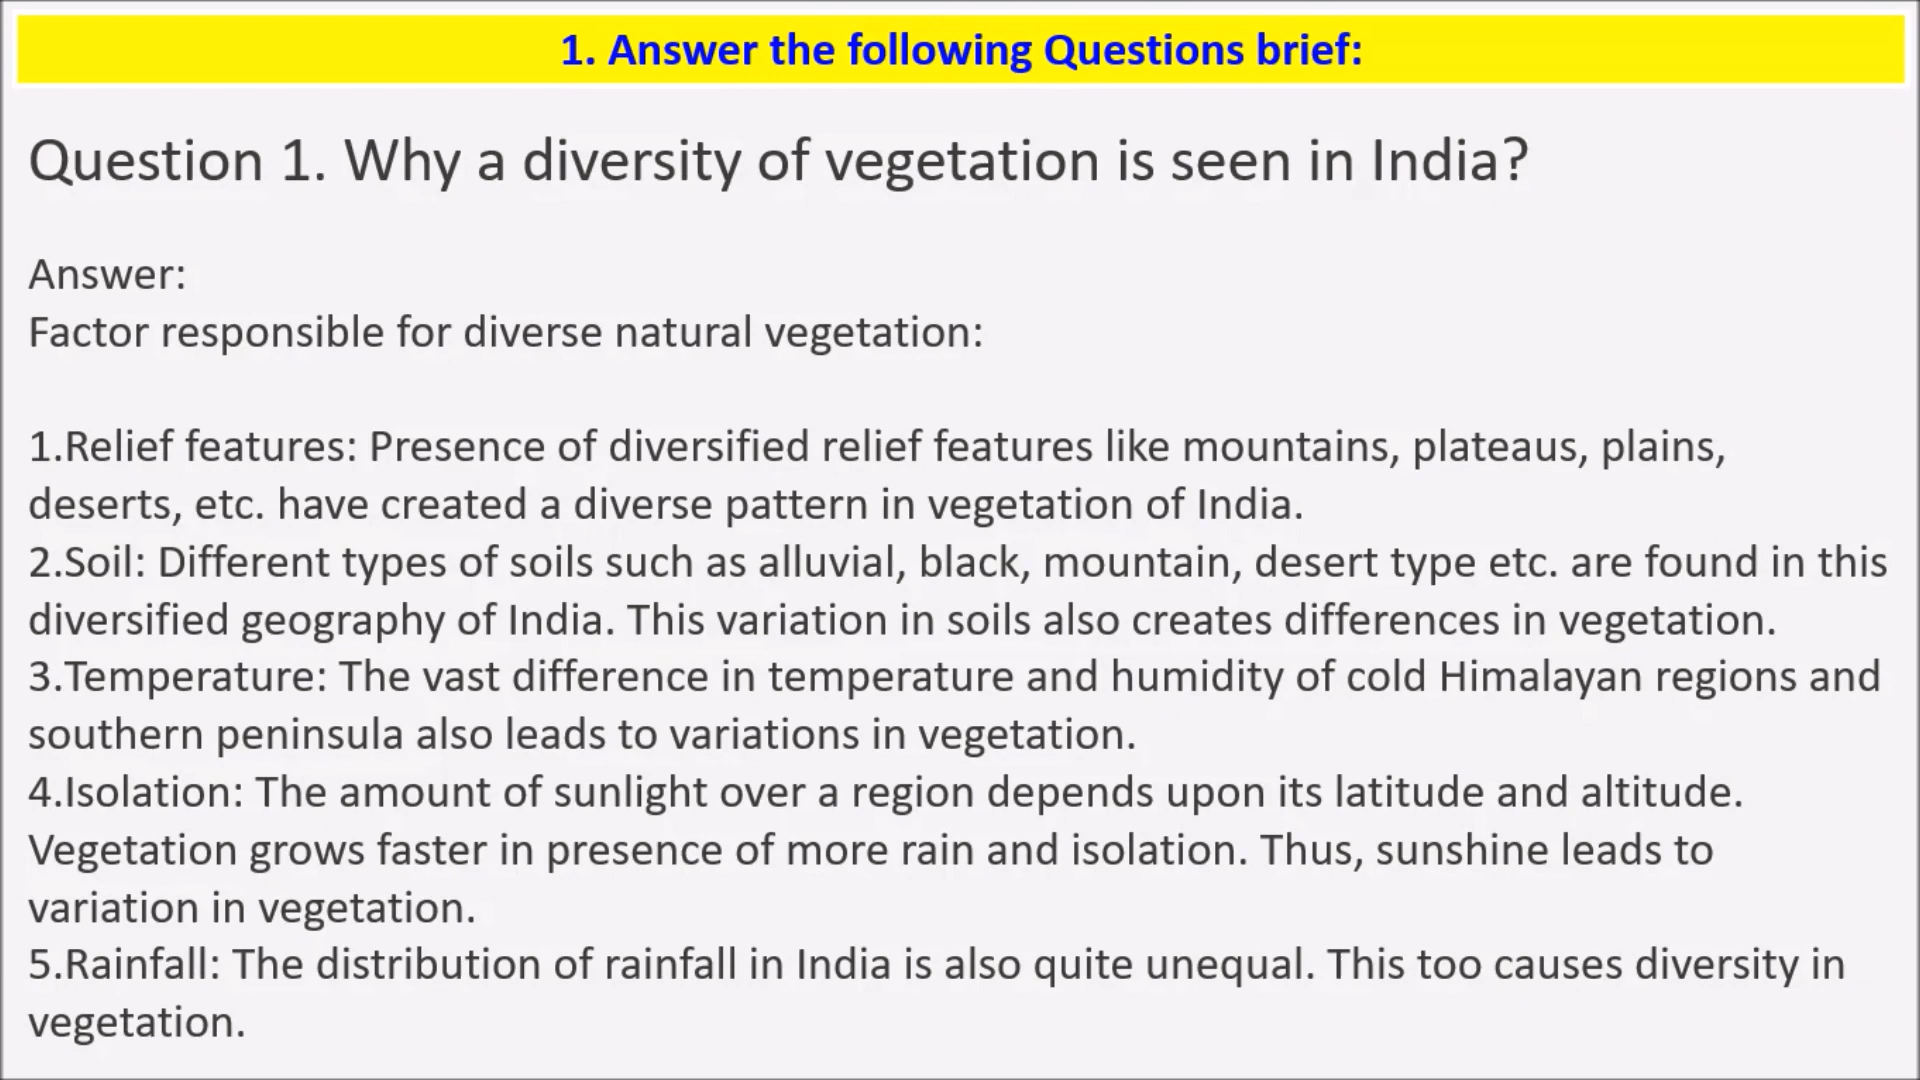 1. Answer the following Questions brief:
Question 1. Why a diversity of vegetation is seen in India?
Answer:
Factor responsible for diverse natural vegetation:
1.Relief features: Presence of diversified relief features like mountains, plateaus, plains,
deserts, etc. have created a diverse pattern in vegetation of India.
2.Soil: Different types of soils such as alluvial, black, mountain, desert type etc. are found in this
diversified geography of India. This variation in soils also creates differences in vegetation.
3.Temperature: The vast difference in temperature and humidity of cold Himalayan regions and
southern peninsula also leads to variations in vegetation.
4.Isolation: The amount of sunlight over a region depends upon its latitude and altitude.
Vegetation grows faster in presence of more rain and isolation. Thus, sunshine leads to
variation in vegetation.
5.Rainfall: The distribution of rainfall in India is also quite unequal. This too causes diversity in
vegetation.